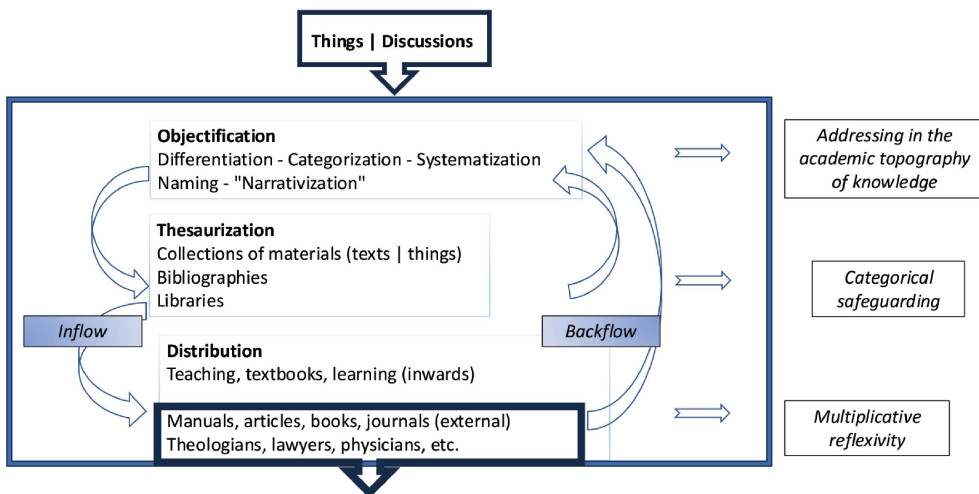 Things | Discussions
Objectification
Differentiation - Categorization - Systematization
Naming - "Narrativization"
Addressing in the
academic topography
of knowledge
Thesaurization
Collections of materials (texts | things)
Bibliographies
Libraries
Categorical
safeguarding
Inflow
Backflow
Distribution
Teaching, textbooks, learning (inwards)
Manuals, articles, books, journals (external)
Theologians, lawyers, physicians, etc.
Multiplicative
reflexivity